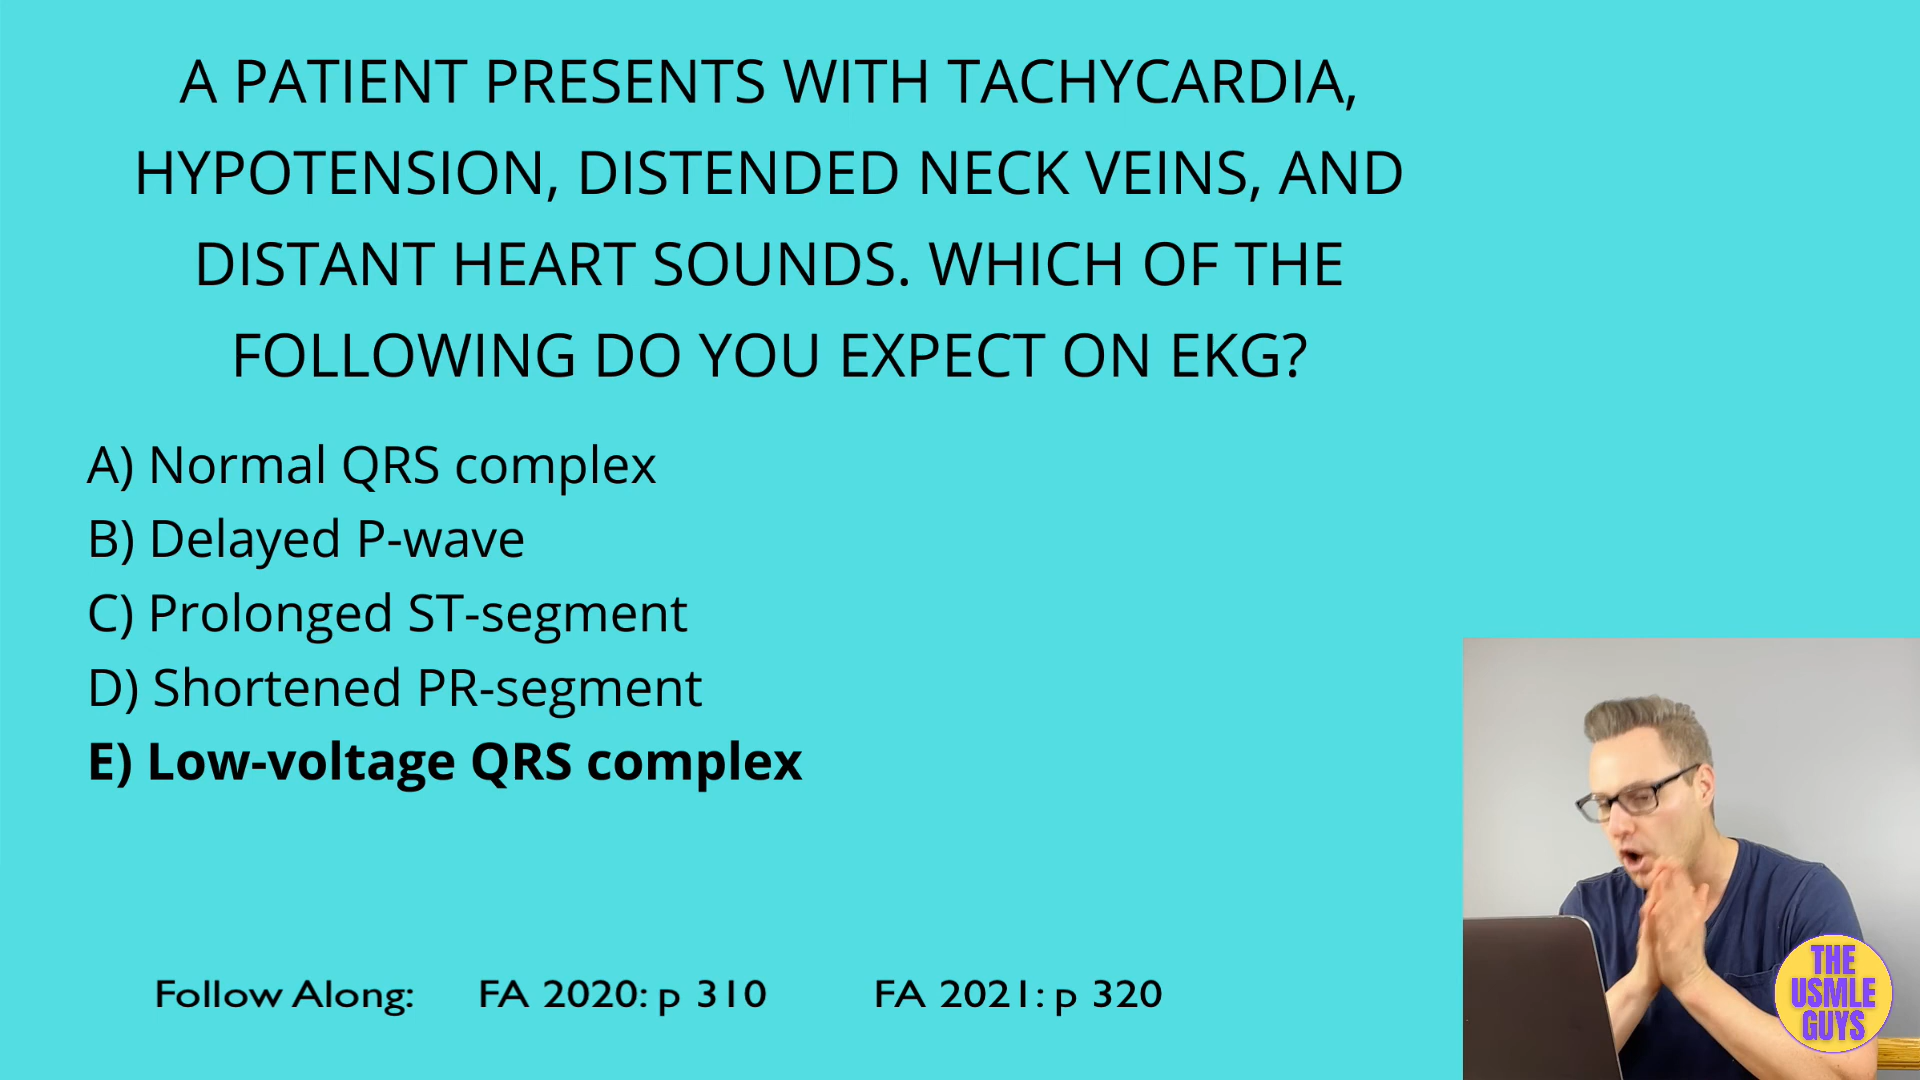 A PATIENT PRESENTS WITH TACHYCARDIA,
HYPOTENSION, DISTENDED NECK VEINS, AND
DISTANT HEART SOUNDS. WHICH OF THE
FOLLOWING DO YOU EXPECT ON EKG?
A) Normal QRS complex
B) Delayed P-wave
C) Prolonged ST-segment
D) Shortened PR-segment
E) Low-voltage QRS complex
Follow Along: FA 2020: p 310 FA 2021: p 320
THE
USMLE
GUYS